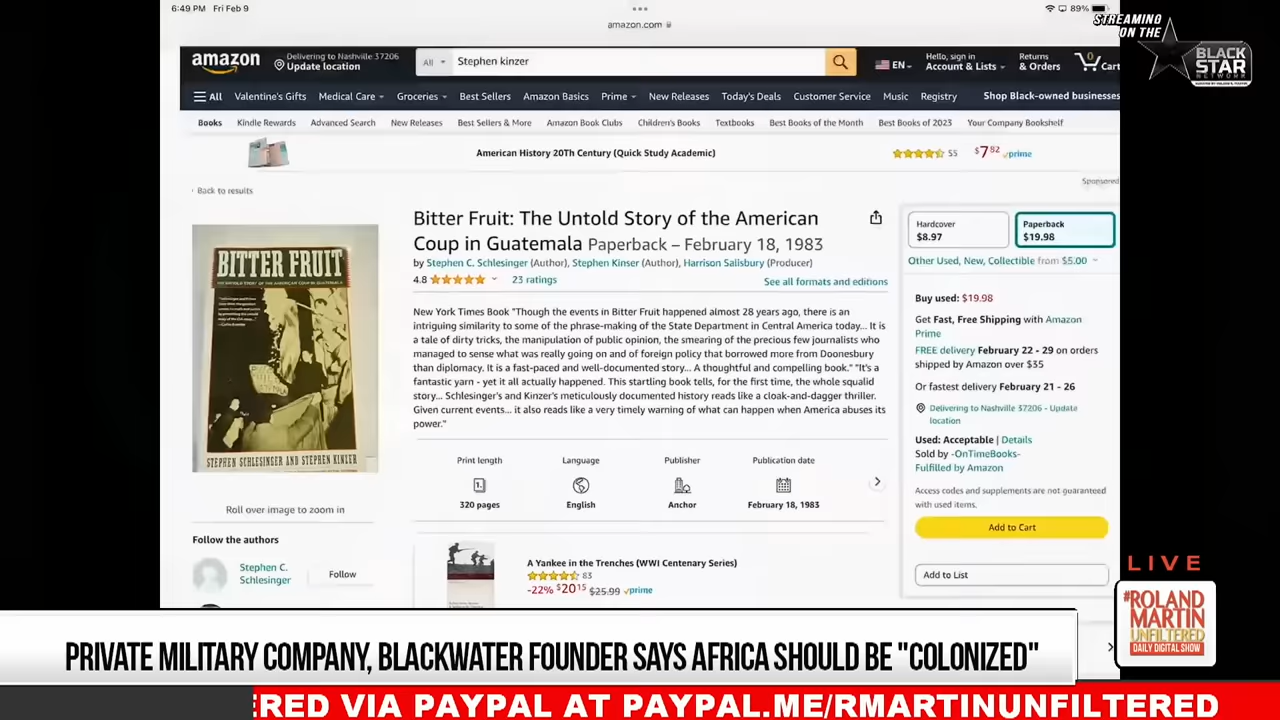 6:49 PM Fri Feb 9
89%
amazon.com
STREAMING
ON THE
BLACK
STAR
NETWORK
amazon
Delivering to Nashville 37206
Update location
All
Stephen kinzer
EN
Hello, sign in
Account & Lists
Returns
& Orders
0
Cart
All
Valentine's Gifts
Medical Care
Groceries
Best Sellers
Amazon Basics
Prime
New Releases
Today's Deals
Customer Service
Music
Registry
Shop Black-owned businesses
Books
Kindle Rewards
Advanced Search
New Releases
Best Sellers & More
Amazon Book Clubs
Children's Books
Textbooks
Best Books of the Month
Best Books of 2023
Your Company Bookshelf
American History 20Th Century (Quick Study Academic)
55
$7 82
prime
Sponsored
‹ Back to results
Bitter Fruit: The Untold Story of the American
Coup in Guatemala Paperback – February 18, 1983
by Stephen C. Schlesinger (Author), Stephen Kinser (Author), Harrison Salisbury (Producer)
4.8
23 ratings
See all formats and editions
New York Times Book "Though the events in Bitter Fruit happened almost 28 years ago, there is an
intriguing similarity to some of the phrase-making of the State Department in Central America today... It is
a tale of dirty tricks, the manipulation of public opinion, the smearing of the precious few journalists who
managed to sense what was really going on and of foreign policy that borrowed more from Doonesbury
than diplomacy. It is a fast-paced and well-documented story... A thoughtful and compelling book." "It's a
fantastic yarn - yet it all actually happened. This startling book tells, for the first time, the whole squalid
story... Schlesinger's and Kinzer's meticulously documented history reads like a cloak-and-dagger thriller.
Given current events... it also reads like a very timely warning of what can happen when America abuses its
power."
Print length
320 pages
Language
English
Publisher
Anchor
Publication date
February 18, 1983
BITTER FRUIT
STEPHEN SCHLESINGER AND STEPHEN KINZER
Roll over image to zoom in
Follow the authors
Stephen C.
Schlesinger
Follow
A Yankee in the Trenches (WWI Centenary Series)
83
-22% $20 15 $25.99 prime
Hardcover
$8.97
Paperback
$19.98
Other Used, New, Collectible from $5.00
Buy used: $19.98
Get Fast, Free Shipping with Amazon
Prime
FREE delivery February 22 - 29 on orders
shipped by Amazon over $35
Or fastest delivery February 21 - 26
Delivering to Nashville 37206 - Update
location
Used: Acceptable | Details
Sold by -OnTimeBooks-
Fulfilled by Amazon
Access codes and supplements are not guaranteed
with used items.
Add to Cart
Add to List
LIVE
#ROLAND
MARTIN
UNFILTERED
DAILY DIGITAL SHOW
PRIVATE MILITARY COMPANY, BLACKWATER FOUNDER SAYS AFRICA SHOULD BE "COLONIZED"
ERED VIA PAYPAL AT PAYPAL.ME/RMARTINUNFILTERED